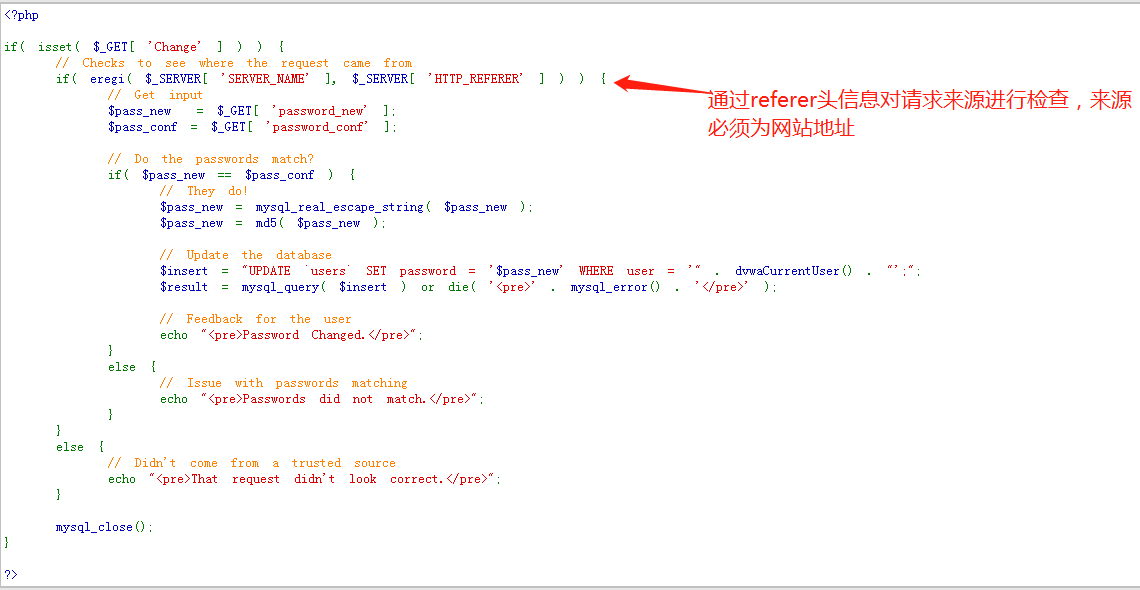 <?php
if( isset( $_GET[ 'Change' ] ) ) {
// Checks to see where the request came from
if( eregi( $_SERVER[ 'SERVER_NAME' ], $_SERVER[ 'HTTP_REFERER' ] ) ) {
// Get input
$pass_new = $_GET[ 'password_new' ];
$pass_conf = $_GET[ 'password_conf' ];
通过referer头信息对请求来源进行检查，来源
必须为网站地址
// Do the passwords match?
if( $pass_new == $pass_conf ) {
// They do!
$pass_new = mysql_real_escape_string( $pass_new );
$pass_new = md5( $pass_new );
// Update the database
$insert = "UPDATE `users` SET password = '$pass_new' WHERE user = '" . dvwaCurrentUser() . "';";
$result = mysql_query( $insert ) or die( '<pre>' . mysql_error() . '</pre>' );
// Feedback for the user
echo "<pre>Password Changed.</pre>";
}
else {
// Issue with passwords matching
echo "<pre>Passwords did not match.</pre>";
}
}
else {
// Didn't come from a trusted source
echo "<pre>That request didn't look correct.</pre>";
}
mysql_close();
}
?>